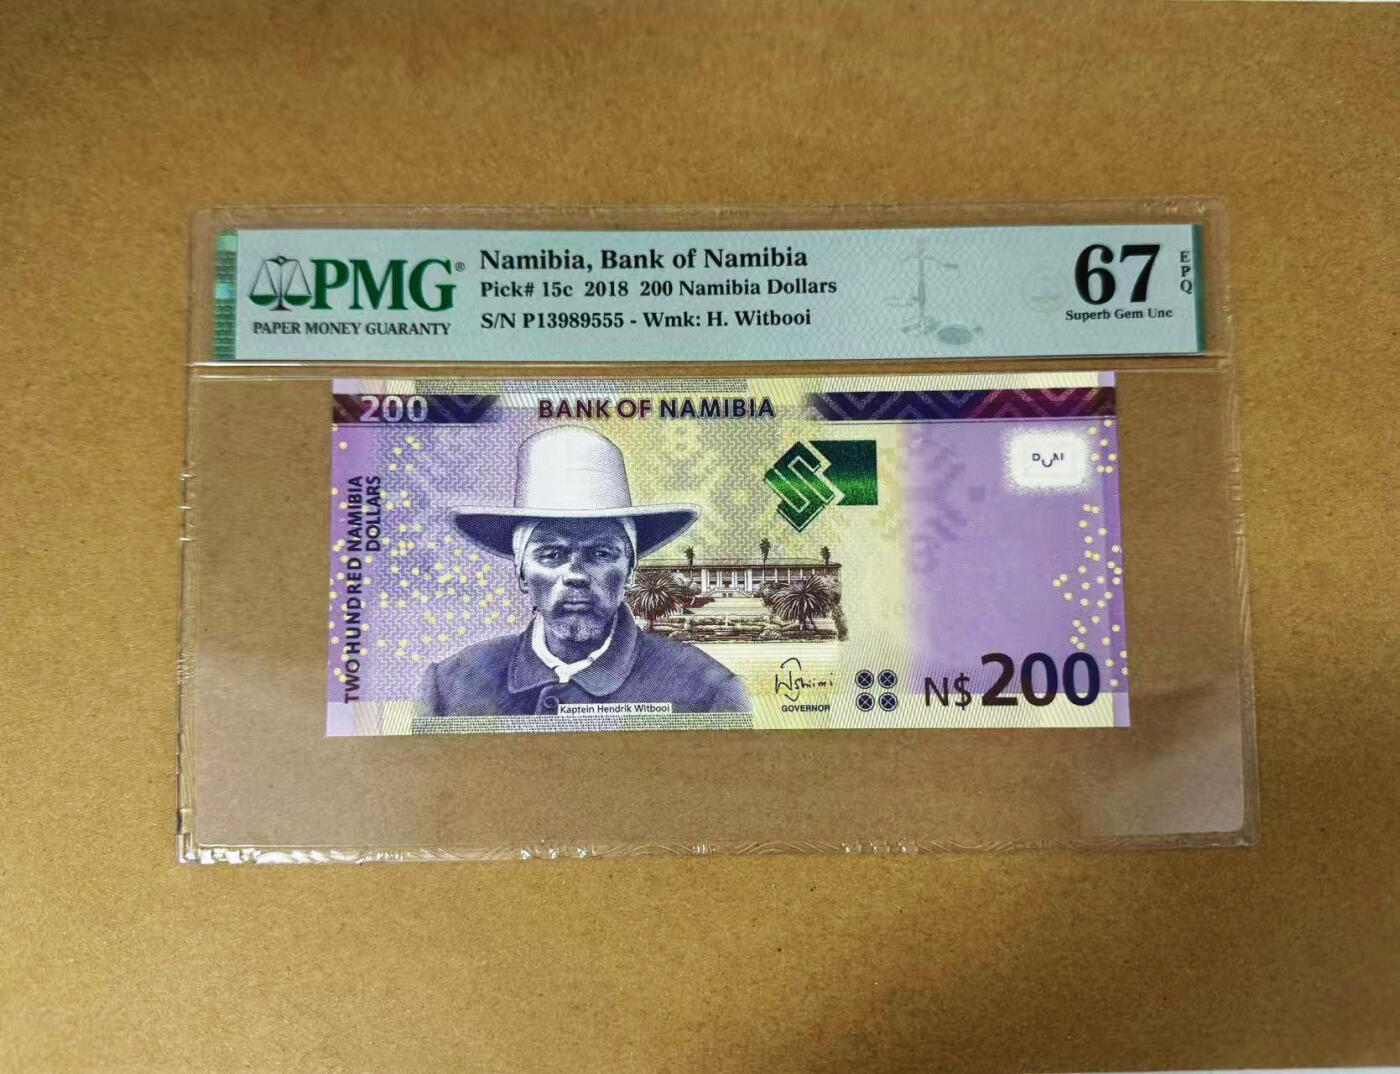 PMG®
PAPER MONEY GUARANTY
Namibia, Bank of Namibia
Pick# 15c 2018 200 Namibia Dollars
S/N P13989555 - Wmk: H. Witbooi
67
EPQ
Superb Gem Unc
200
BANK OF NAMIBIA
TWO HUNDRED NAMIBIA
DOLLARS
Kaptein Hendrik Witbooi
GOVERNOR
N$ 200